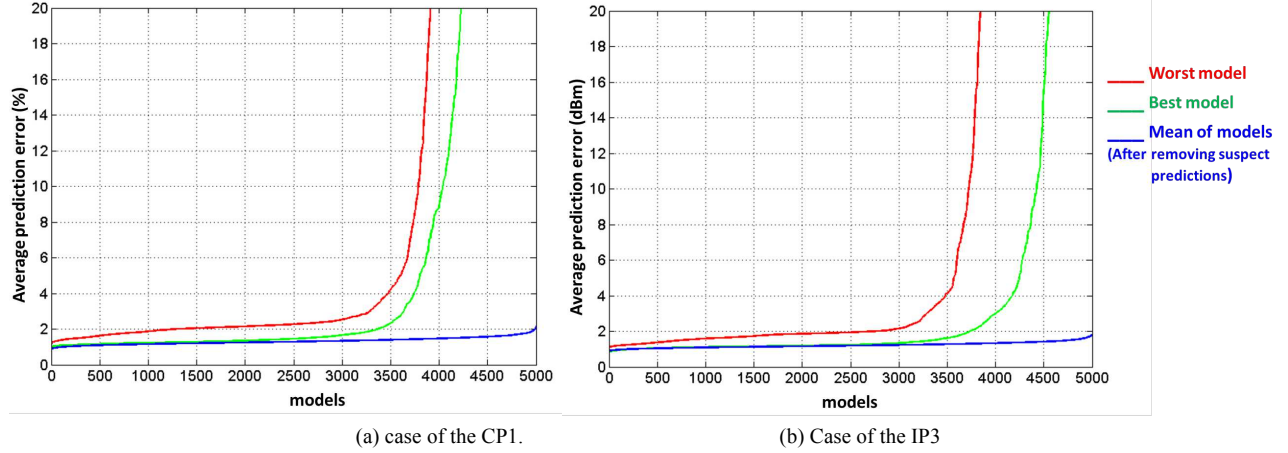 20
18
16
14
12
10
8
6
4
2
0
Average prediction error (%)
0 500 1000 1500 2000 2500 3000 3500 4000 4500 5000
models
(a) case of the CP1.
20
18
16
14
12
10
8
6
4
2
0
Average prediction error (dBm)
0 500 1000 1500 2000 2500 3000 3500 4000 4500 5000
models
(b) Case of the IP3
Worst model
Best model
Mean of models
(After removing suspect
predictions)